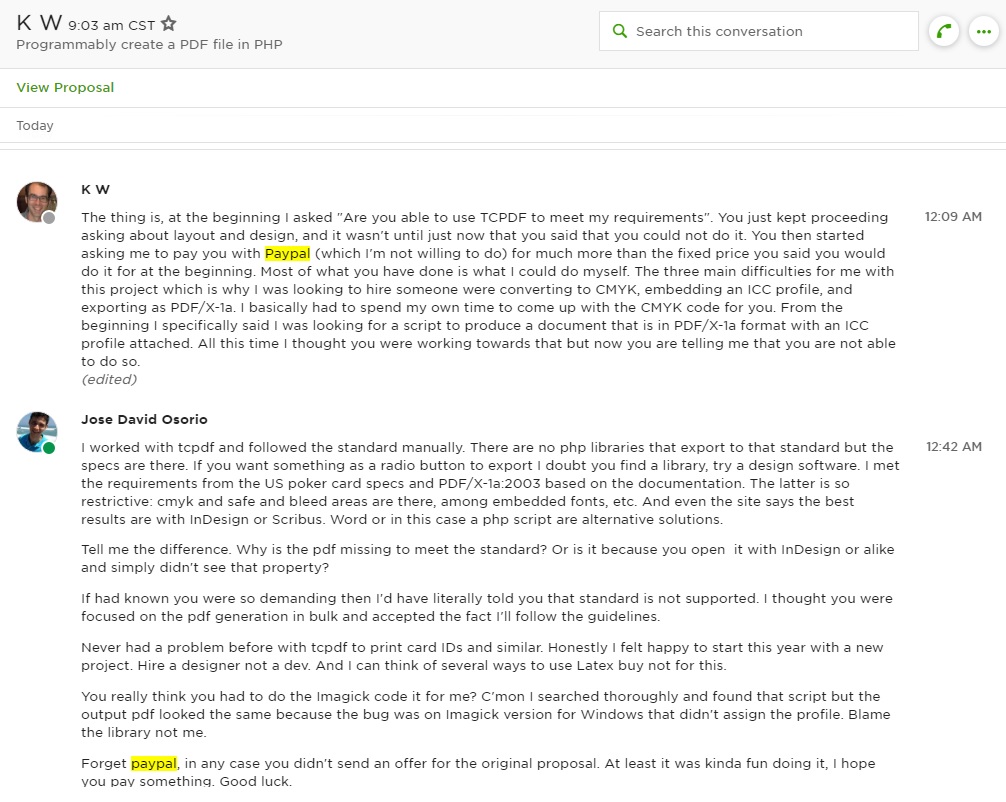 K W 9:03 am CST
Programmably create a PDF file in PHP
Search this conversation
View Proposal
Today
K W
The thing is, at the beginning I asked "Are you able to use TCPDF to meet my requirements". You just kept proceeding 12:09 AM
asking about layout and design, and it wasn't until just now that you said that you could not do it. You then started
asking me to pay you with Paypal (which I'm not willing to do) for much more than the fixed price you said you would
do it for at the beginning. Most of what you have done is what I could do myself. The three main difficulties for me with
this project which is why I was looking to hire someone were converting to CMYK, embedding an ICC profile, and
exporting as PDF/X-1a. I basically had to spend my own time to come up with the CMYK code for you. From the
beginning I specifically said I was looking for a script to produce a document that is in PDF/X-1a format with an ICC
profile attached. All this time I thought you were working towards that but now you are telling me that you are not able
to do so.
(edited)
Jose David Osorio
I worked with tcpdf and followed the standard manually. There are no php libraries that export to that standard but the 12:42 AM
specs are there. If you want something as a radio button to export I doubt you find a library, try a design software. I met
the requirements from the US poker card specs and PDF/X-1a:2003 based on the documentation. The latter is so
restrictive: cmyk and safe and bleed areas are there, among embedded fonts, etc. And even the site says the best
results are with InDesign or Scribus. Word or in this case a php script are alternative solutions.
Tell me the difference. Why is the pdf missing to meet the standard? Or is it because you open it with InDesign or alike
and simply didn't see that property?
If had known you were so demanding then I'd have literally told you that standard is not supported. I thought you were
focused on the pdf generation in bulk and accepted the fact I'll follow the guidelines.
Never had a problem before with tcpdf to print card IDs and similar. Honestly I felt happy to start this year with a new
project. Hire a designer not a dev. And I can think of several ways to use Latex buy not for this.
You really think you had to do the Imagick code it for me? C'mon I searched thoroughly and found that script but the
output pdf looked the same because the bug was on Imagick version for Windows that didn't assign the profile. Blame
the library not me.
Forget paypal, in any case you didn't send an offer for the original proposal. At least it was kinda fun doing it, I hope
you pay something. Good luck.